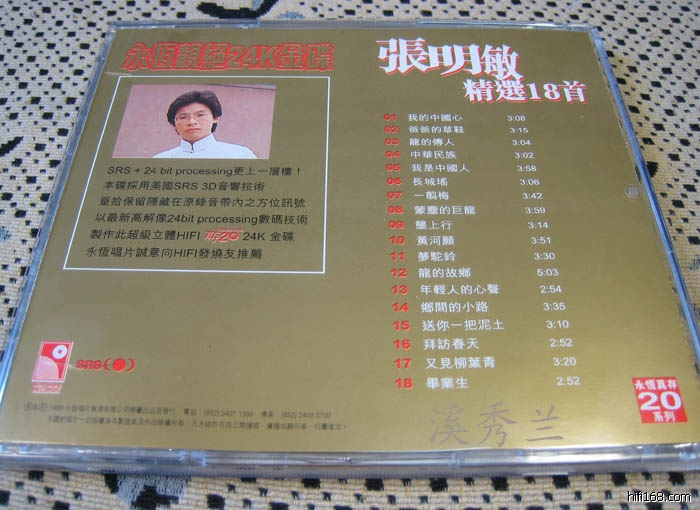 永恆靚絕24K金碟
SRS + 24 bit processing更上一層樓！
本碟採用美國SRS 3D音響技術
重拾保留隱藏在原錄音帶內之方位訊號
以最新高解像24bit processing數碼技術
製作此超級立體HIFI 真存20 24K 金碟
永恆唱片誠意向HIFI發燒友推薦
SRS
張明敏
精選18首
01 我的中國心 3:08
02 爸爸的草鞋 3:15
03 龍的傳人 3:04
04 中華民族 3:02
05 我是中國人 3:58
06 長城瑤
07 一剪梅 3:42
08 蒙塵的巨龍 3:59
09 壟上行 3:14
10 黃河願 3:51
11 夢駝鈴 3:30
12 龍的故鄉 5:03
13 年輕人的心聲 2:54
14 鄉間的小路 3:35
15 送你一把泥土 3:10
16 拜訪春天 2:52
17 又見柳葉青 3:20
18 畢業生 2:52
永恆真存
20
系列
溪秀兰
hifi168.com